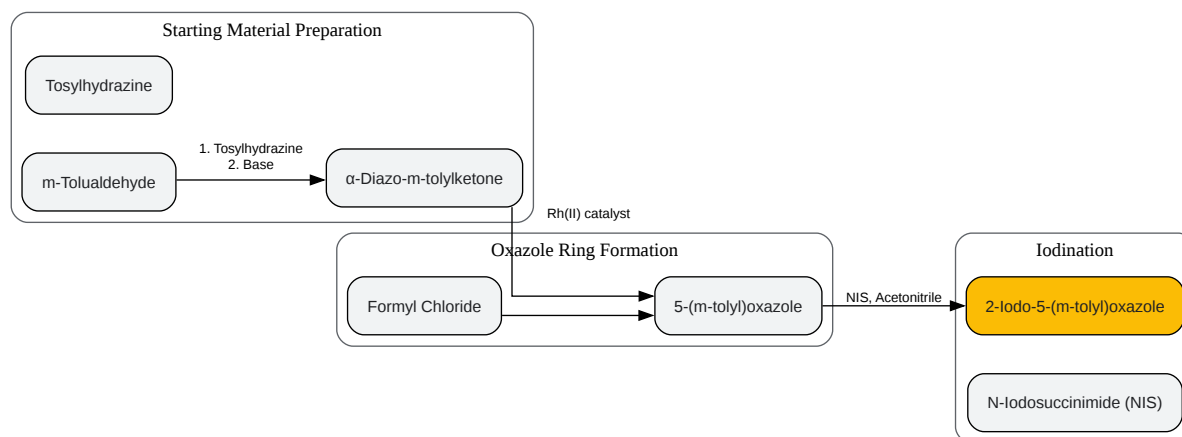 Starting Material Preparation
Tosylhydrazine
m-Tolualdehyde
1. Tosylhydrazine
2. Base
α-Diazo-m-tolylketone
Rh(II) catalyst
Oxazole Ring Formation
Formyl Chloride
5-(m-tolyl)oxazole
NIS, Acetonitrile
Iodination
2-Iodo-5-(m-tolyl)oxazole
N-Iodosuccinimide (NIS)